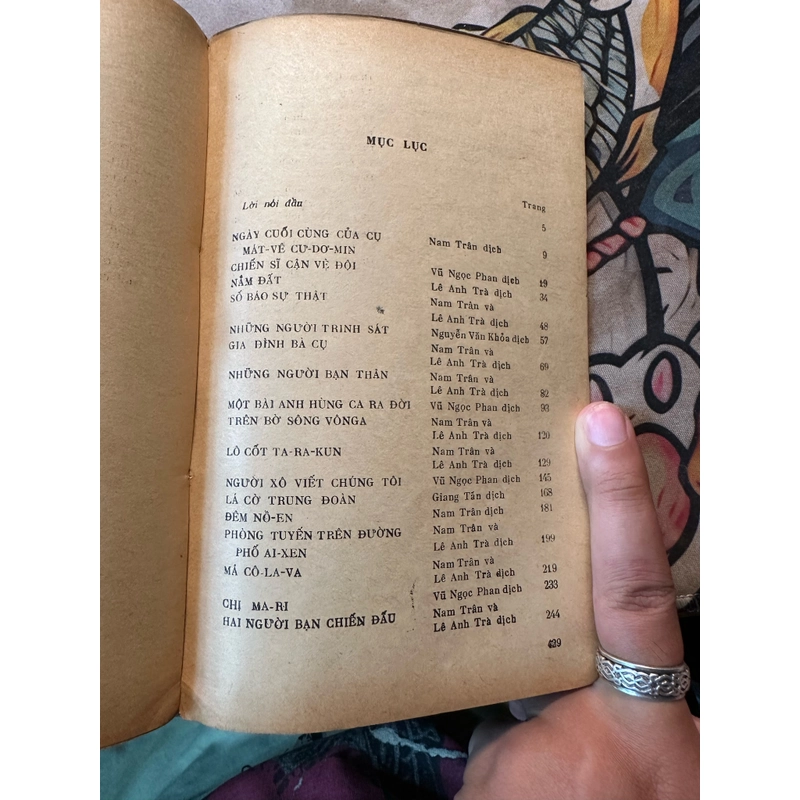 MỤC LỤC
Lời nói đầu Trang
5
NGÀY CUỐI CÙNG CỦA CỤ
MÁT-VÊ CƯ-DƠ-MIN Nam Trân dịch 9
CHIẾN SĨ CẬN VỆ ĐỎI Vũ Ngọc Phan dịch 19
NẮM ĐẤT Lê Anh Trà dịch 34
SỐ BÁO SỰ THẬT Nam Trân và
Lê Anh Trà dịch 48
NHỮNG NGƯỜI TRINH SÁT Nguyễn Văn Khỏa dịch 57
GIA ĐÌNH BÀ CỤ Nam Trân và
Lê Anh Trà dịch 69
NHỮNG NGƯỜI BẠN THÂN Nam Trân và
Lê Anh Trà dịch 82
MỘT BÀI ANH HÙNG CA RA ĐỜI Vũ Ngọc Phan dịch 93
TRÊN BỜ SÔNG VÔNGA Nam Trân và
Lê Anh Trà dịch 120
LÔ CỐT TA-RA-KUN Nam Trân và
Lê Anh Trà dịch 129
NGƯỜI XÔ VIẾT CHÚNG TÔI Vũ Ngọc Phan dịch 145
LÁ CỜ TRUNG ĐOÀN Giang Tấn dịch 168
ĐÊM NÔ-EN Nam Trân dịch 181
PHÒNG TUYẾN TRÊN ĐƯỜNG Nam Trân và
PHỐ AI-XEN Lê Anh Trà dịch 199
MÁ CÔ-LA-VA Nam Trân và
Lê Anh Trà dịch 219
CHỊ MA-RI Vũ Ngọc Phan dịch 233
HAI NGƯỜI BẠN CHIẾN ĐẤU Nam Trân và
Lê Anh Trà dịch 244